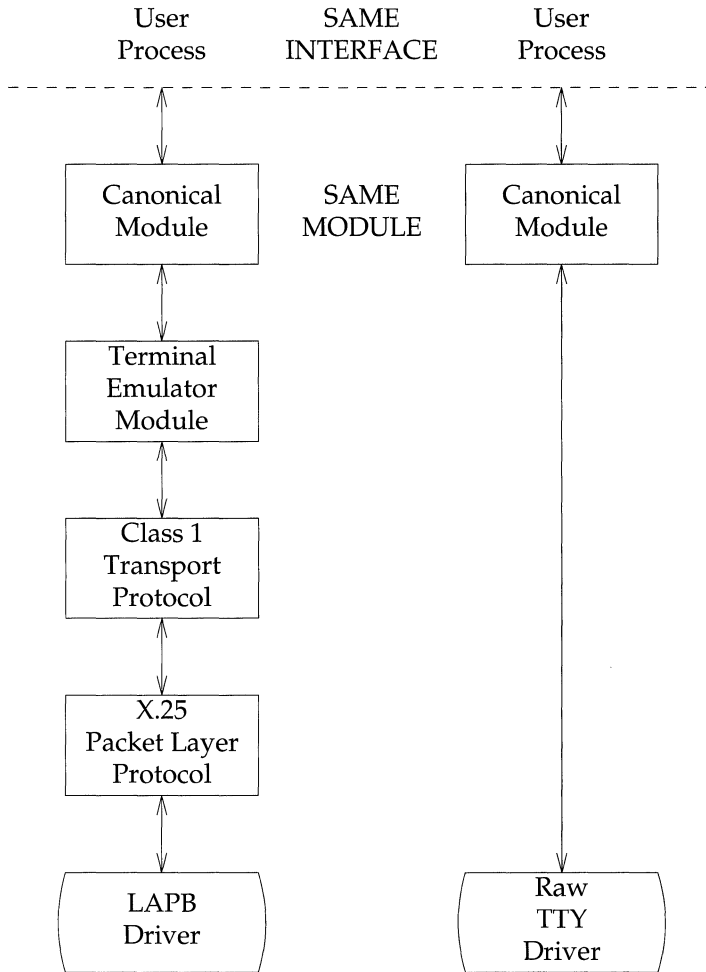 User
Process
SAME
INTERFACE
User
Process
Canonical
Module
SAME
MODULE
Canonical
Module
Terminal
Emulator
Module
Class 1
Transport
Protocol
X.25
Packet Layer
Protocol
LAPB
Driver
Raw
TTY
Driver